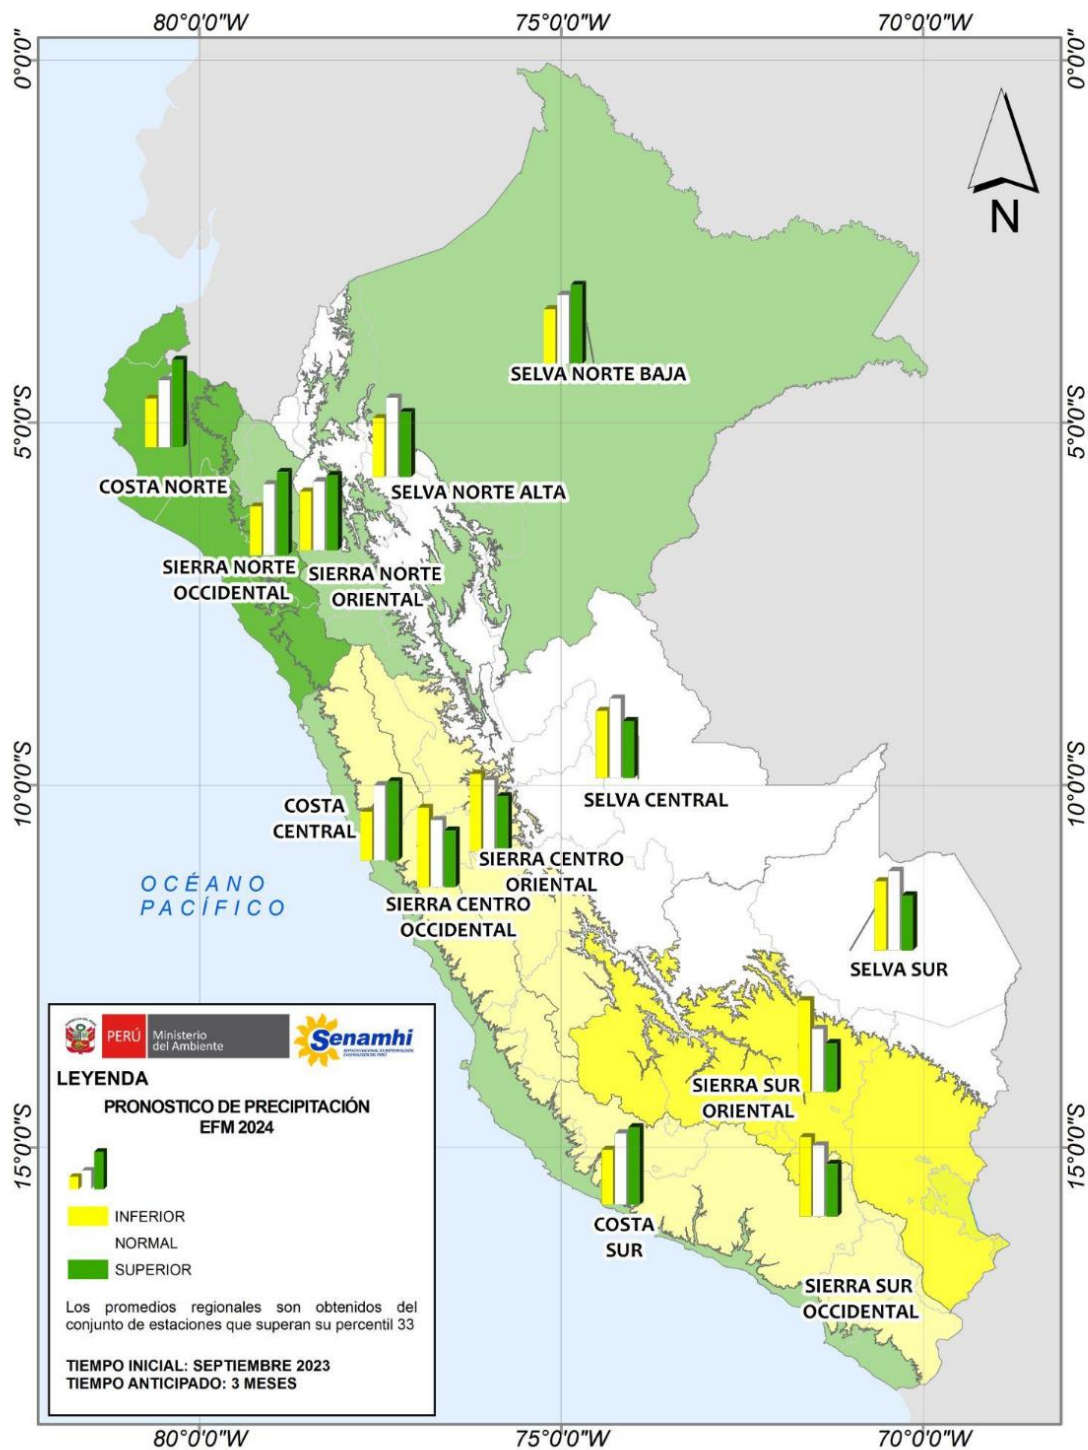 80°0'0"W
75°0'0"W
70°0'0"W
0°0'0"
0°0'0"
N
SELVA NORTE BAJA
5°0'0"S
5°0'0"S
COSTA NORTE
SELVA NORTE ALTA
SIERRA NORTE
OCCIDENTAL
SIERRA NORTE
ORIENTAL
10°0'0"S
10°0'0"S
COSTA
CENTRAL
SELVA CENTRAL
SIERRA CENTRO
ORIENTAL
SIERRA CENTRO
OCCIDENTAL
OCÉANO
PACÍFICO
SELVA SUR
SIERRA SUR
ORIENTAL
15°0'0"S
15°0'0"S
COSTA
SUR
SIERRA SUR
OCCIDENTAL
PERÚ
Ministerio
del Ambiente
Senamhi
LEYENDA
PRONOSTICO DE PRECIPITACIÓN
EFM 2024
INFERIOR
NORMAL
SUPERIOR
Los promedios regionales son obtenidos del
conjunto de estaciones que superan su percentil 33
TIEMPO INICIAL: SEPTIEMBRE 2023
TIEMPO ANTICIPADO: 3 MESES
80°0'0"W
75°0'0"W
70°0'0"W